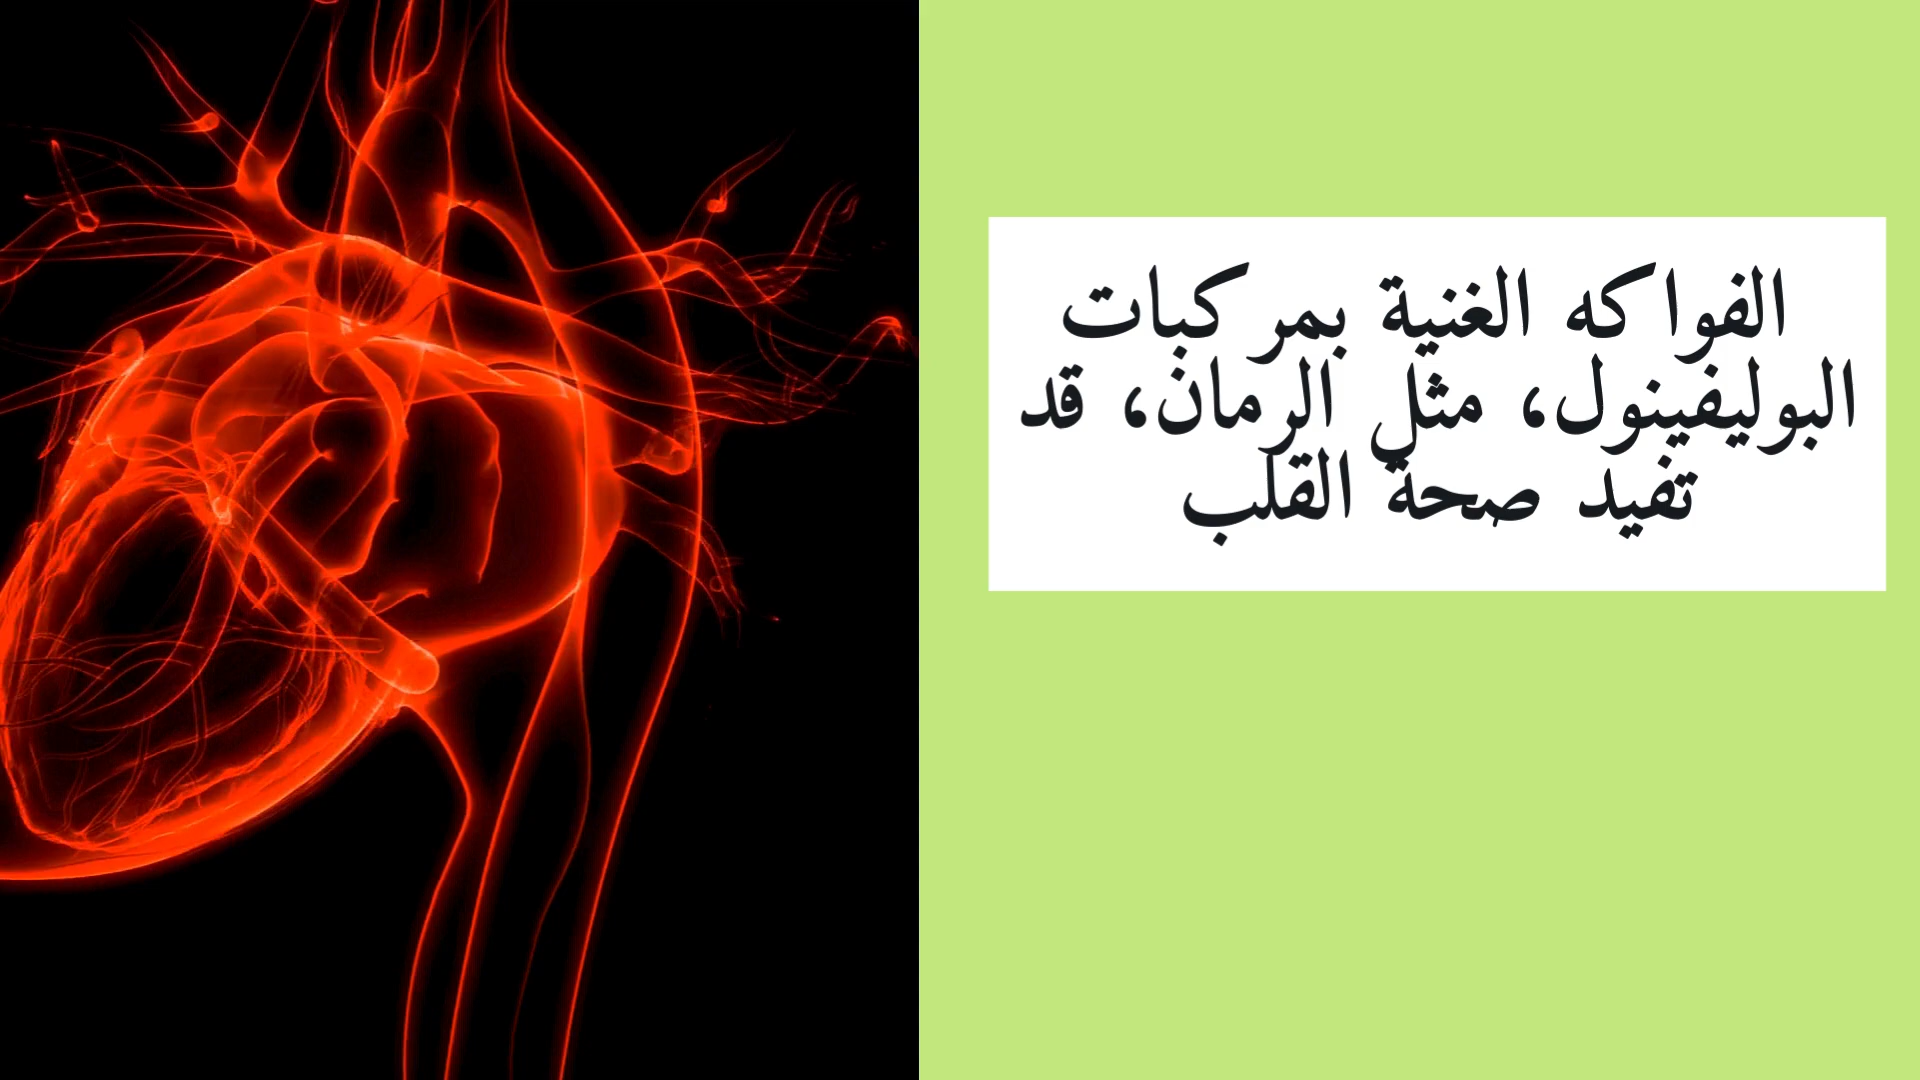 الفواكه الغنية بمركبات
البوليفينول، مثل الرمان، قد
تفيد صحة القلب